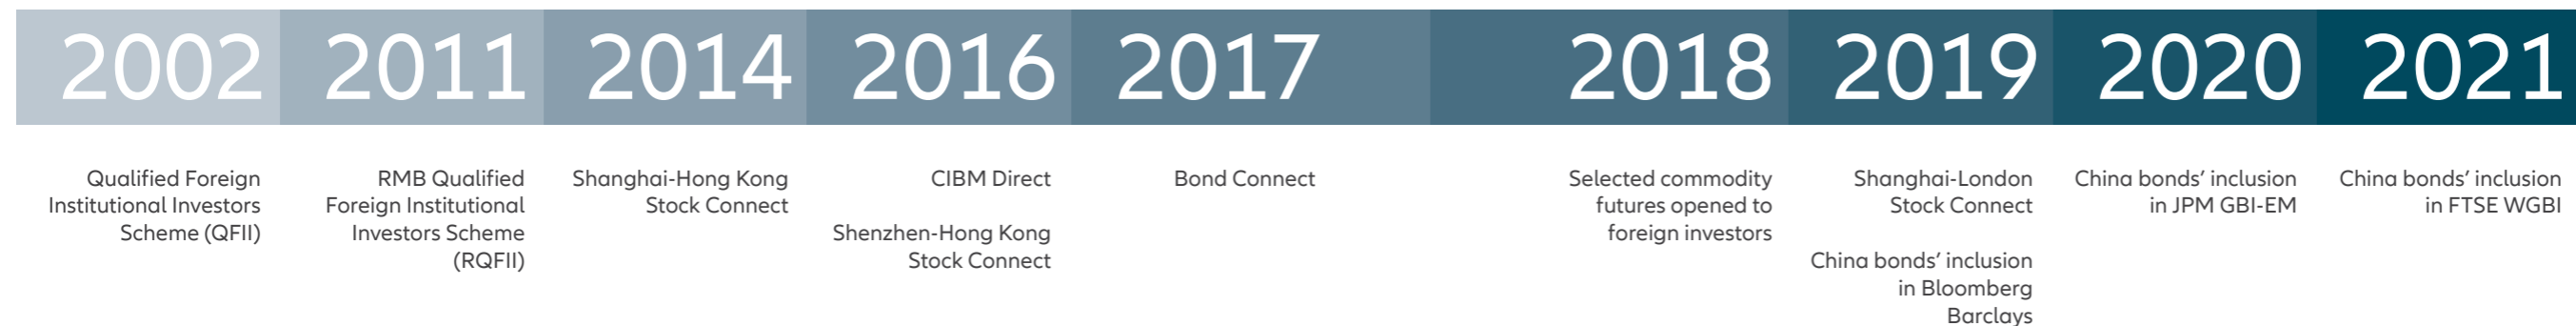 2002
2011
2014
2016
2017
2018
2019
2020
2021
Qualified Foreign
Institutional Investors
Scheme (QFII)
RMB Qualified
Foreign Institutional
Investors Scheme
(RQFII)
Shanghai-Hong Kong
Stock Connect
CIBM Direct
Shenzhen-Hong Kong
Stock Connect
Bond Connect
Selected commodity
futures opened to
foreign investors
Shanghai-London
Stock Connect
China bonds’ inclusion
in Bloomberg
Barclays
China bonds’ inclusion
in JPM GBI-EM
China bonds’ inclusion
in FTSE WGBI